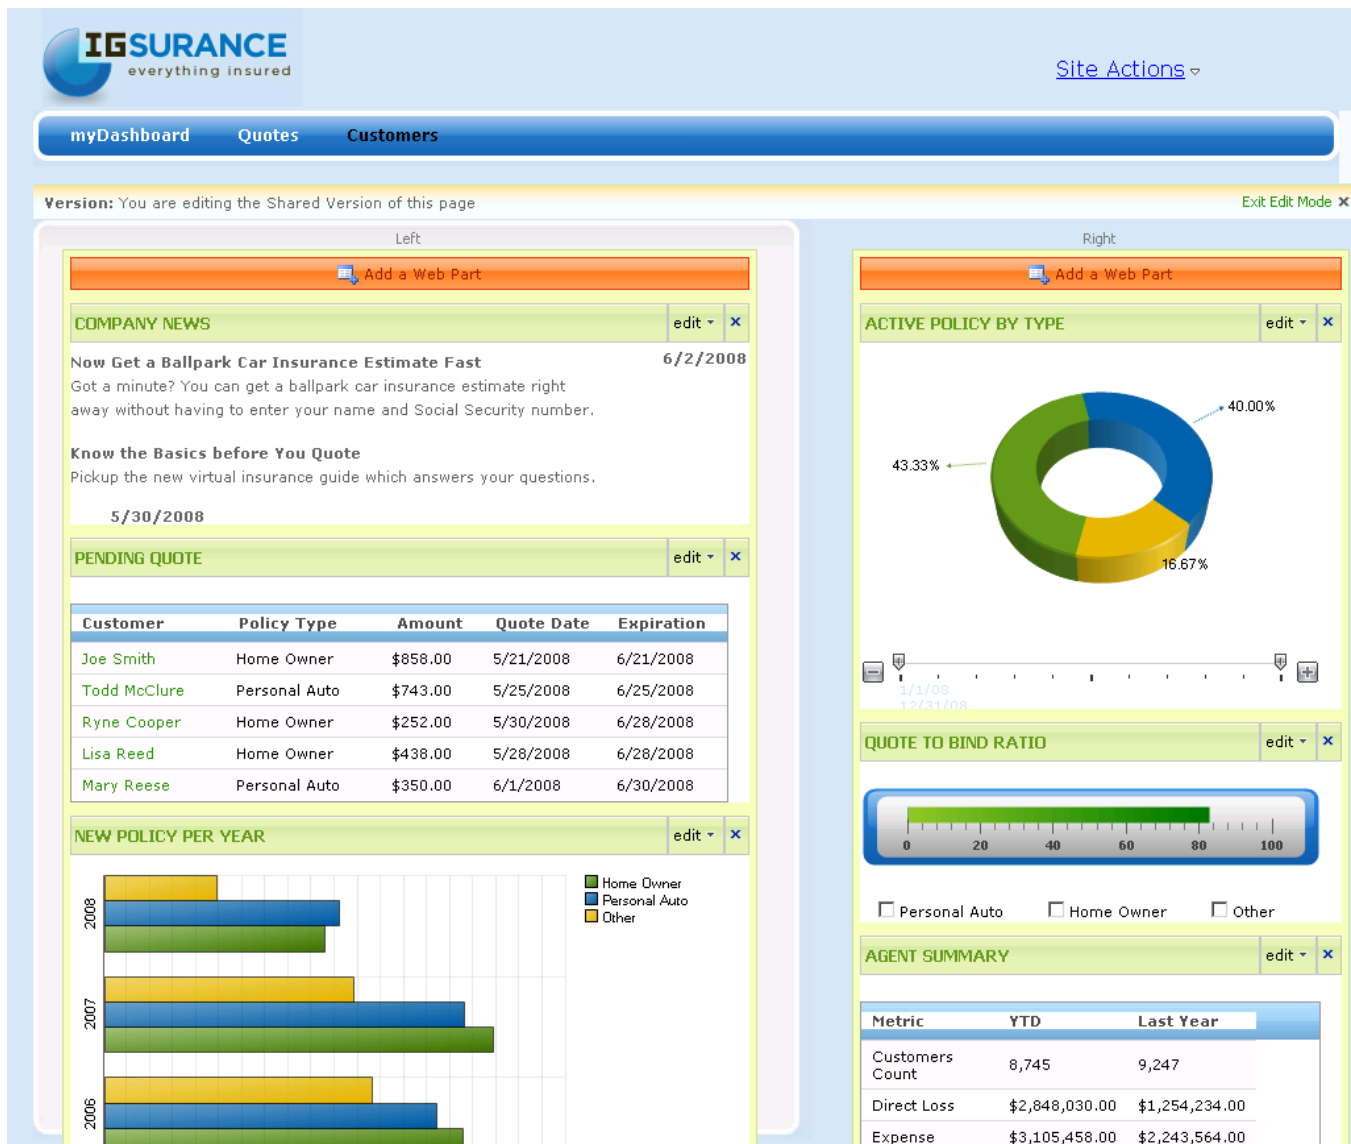 IGSURANCE
everything insured
Site Actions
myDashboard Quotes Customers
Version: You are editing the Shared Version of this page
Exit Edit Mode
Left
Add a Web Part
COMPANY NEWS
edit
Now Get a Ballpark Car Insurance Estimate Fast 6/2/2008
Got a minute? You can get a ballpark car insurance estimate right
away without having to enter your name and Social Security number.
Know the Basics before You Quote
Pickup the new virtual insurance guide which answers your questions.
5/30/2008
PENDING QUOTE
edit
Customer Policy Type Amount Quote Date Expiration
Joe Smith Home Owner $858.00 5/21/2008 6/21/2008
Todd McClure Personal Auto $743.00 5/25/2008 6/25/2008
Ryne Cooper Home Owner $252.00 5/30/2008 6/28/2008
Lisa Reed Home Owner $438.00 5/28/2008 6/28/2008
Mary Reese Personal Auto $350.00 6/1/2008 6/30/2008
NEW POLICY PER YEAR
edit
Home Owner
Personal Auto
Other
2008
2007
2006
Right
Add a Web Part
ACTIVE POLICY BY TYPE
edit
40.00%
43.33%
16.67%
1/1/08
12/31/08
QUOTE TO BIND RATIO
edit
0 20 40 60 80 100
Personal Auto Home Owner Other
AGENT SUMMARY
edit
Metric YTD Last Year
Customers
Count 8,745 9,247
Direct Loss $2,848,030.00 $1,254,234.00
Expense $3,105,458.00 $2,243,564.00